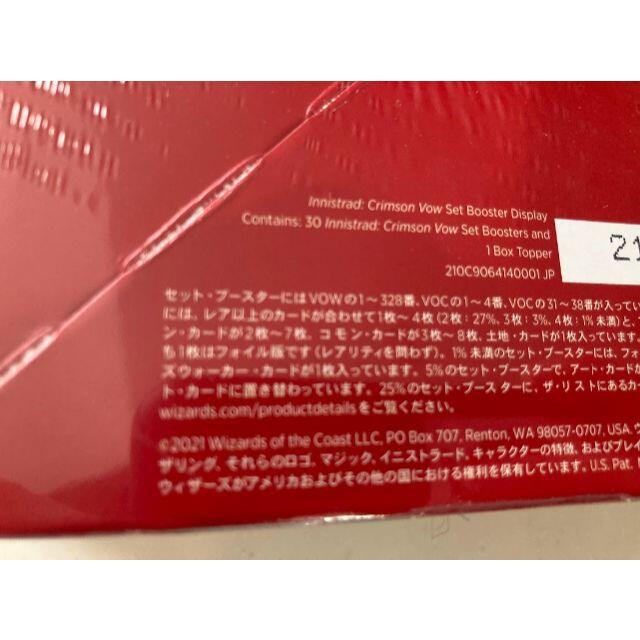 Innistrad: Crimson Vow Set Booster Display
Contains: 30 Innistrad: Crimson Vow Set Boosters and
1 Box Topper
210C9064140001 JP
21
セット・ブースターにはVOWの1～328番、VOCの1～4番、VOCの31～38番が入って
には、レア以上のカードが合わせて1枚～4枚(2枚:27%、3枚:3%、4枚:1%未満)と、
ン・カードが2枚～7枚、コモン・カードが3枚～8枚、土地・カードが1枚入っています。
も1枚はフォイル版です(レアリティを問わず)。1%未満のセット・ブースターには、フォ
ズウォーカー・カードが1枚入っています。5%のセット・ブースターで、アート・カードが
ト・カードに置き替わっています。25%のセット・ブースターに、ザ・リストにあるカー
wizards.com/productdetailsをご覧ください。
©2021 Wizards of the Coast LLC, PO Box 707, Renton, WA 98057-0707, USA. ウ
ザリング、それらのロゴ、マジック、イニストラード、キャラクターの特徴、およびプレイ
ウィザーズがアメリカおよびその他の国における権利を保有しています。U.S. Pat.